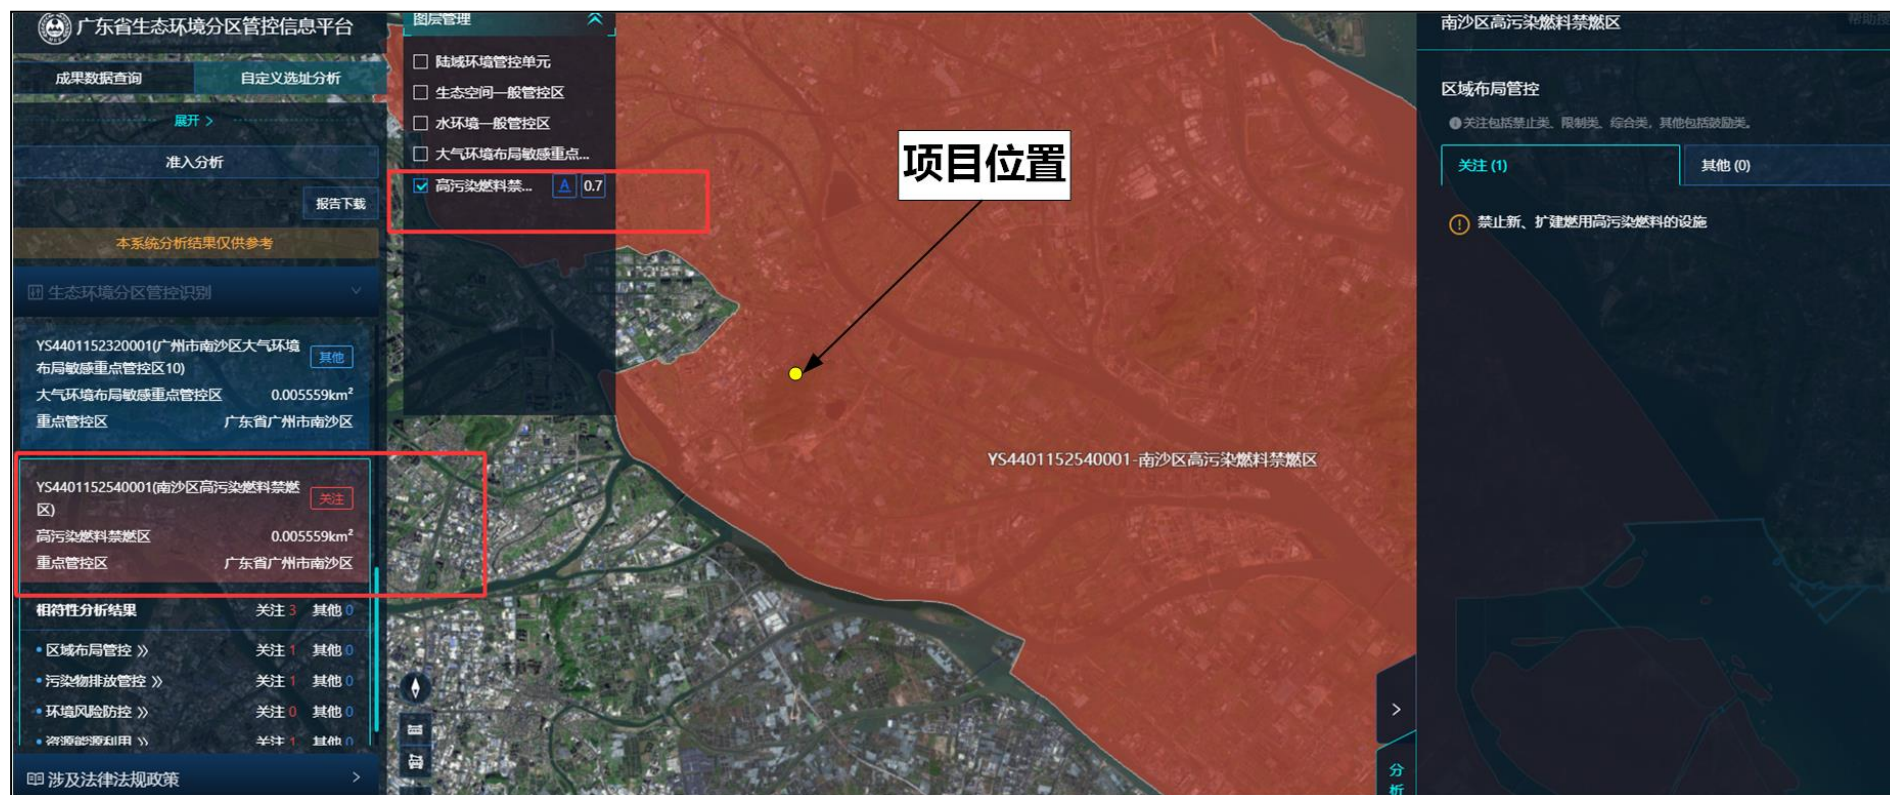 广东省生态环境分区管控信息平台
成果数据查询
自定义选址分析
展开 >
准入分析
报告下载
本系统分析结果仅供参考
生态环境分区管控识别
YS4401152320001(广州市南沙区大气环境
布局敏感重点管控区10)
其他
大气环境布局敏感重点管控区 0.005559km²
重点管控区 广东省广州市南沙区
YS4401152540001(南沙区高污染燃料禁燃
区)
关注
高污染燃料禁燃区 0.005559km²
重点管控区 广东省广州市南沙区
相符性分析结果 关注 3 其他 0
• 区域布局管控 》 关注 1 其他 0
• 污染物排放管控 》 关注 1 其他 0
• 环境风险防控 》 关注 0 其他 0
• 资源能源利用 》 关注 1 其他 0
涉及法律法规政策 >
图层管理
陆域环境管控单元
生态空间一般管控区
水环境一般管控区
大气环境布局敏感重点...
高污染燃料禁... A 0.7
项目位置
YS4401152540001-南沙区高污染燃料禁燃区
分
析
南沙区高污染燃料禁燃区
区域布局管控
关注包括禁止类、限制类、综合类，其他包括鼓励类。
关注 (1)
其他 (0)
禁止新、扩建燃用高污染燃料的设施